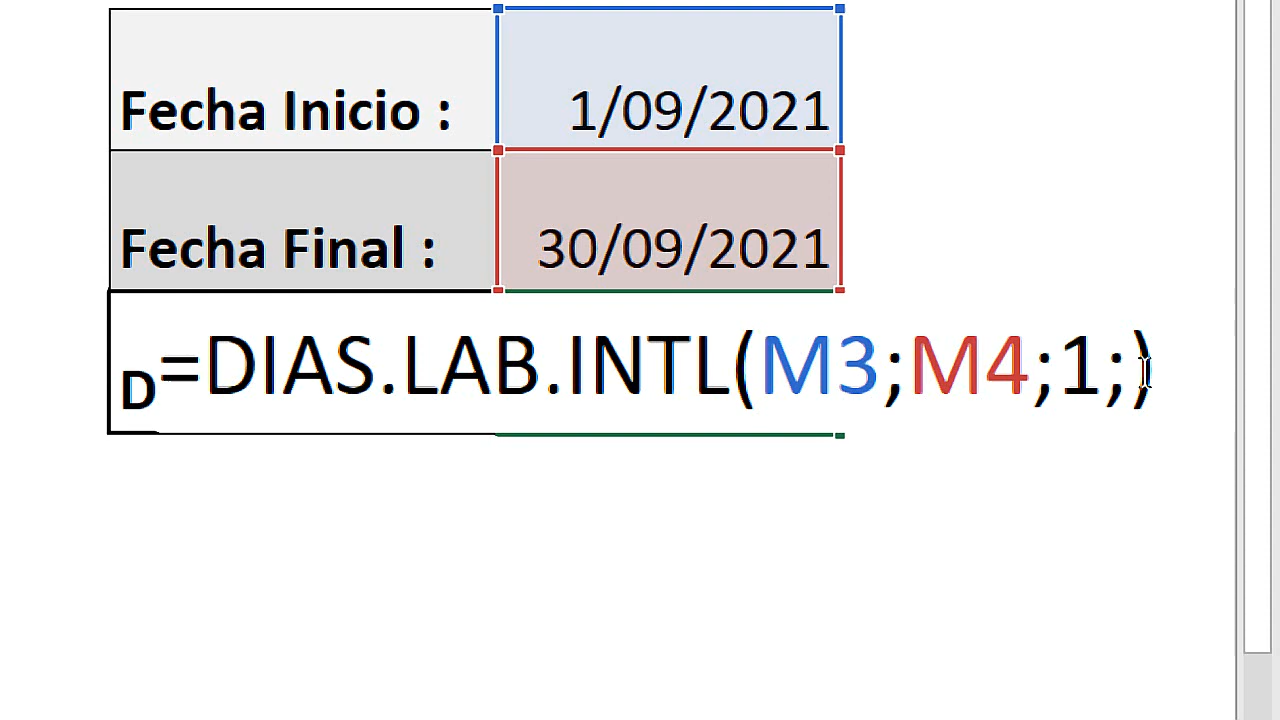 Fecha Inicio : 1/09/2021
Fecha Final : 30/09/2021
D=DIAS.LAB.INTL(M3;M4;1;)